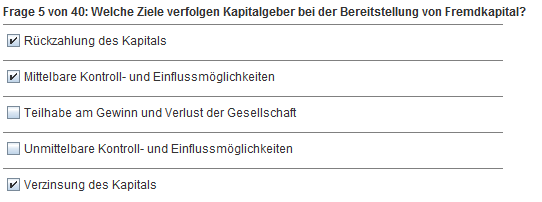 Frage 5 von 40: Welche Ziele verfolgen Kapitalgeber bei der Bereitstellung von Fremdkapital?
Rückzahlung des Kapitals
Mittelbare Kontroll- und Einflussmöglichkeiten
Teilhabe am Gewinn und Verlust der Gesellschaft
Unmittelbare Kontroll- und Einflussmöglichkeiten
Verzinsung des Kapitals